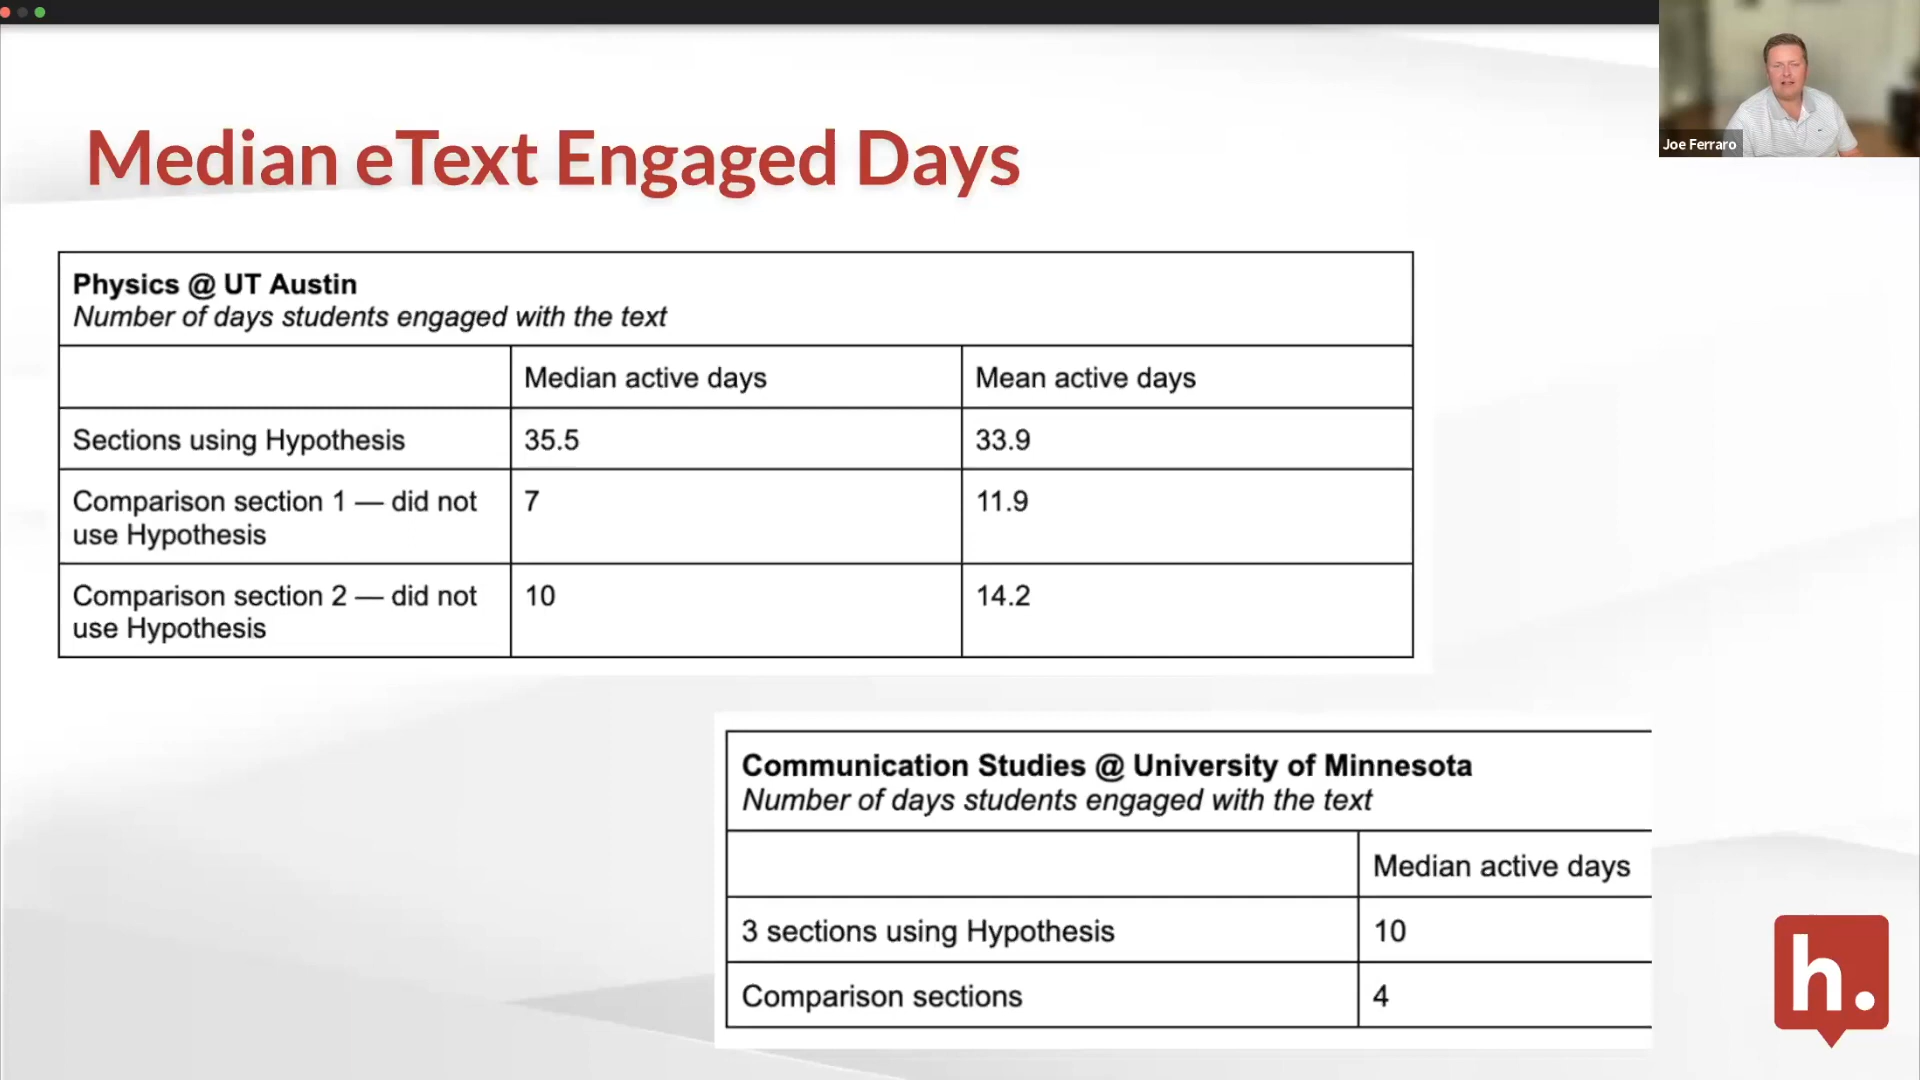 Joe Ferraro
Median eText Engaged Days
Physics @ UT Austin
Number of days students engaged with the text
Median active days
Mean active days
Sections using Hypothesis
35.5
33.9
Comparison section 1 — did not
use Hypothesis
7
11.9
Comparison section 2 — did not
use Hypothesis
10
14.2
Communication Studies @ University of Minnesota
Number of days students engaged with the text
Median active days
3 sections using Hypothesis
10
Comparison sections
4
h.